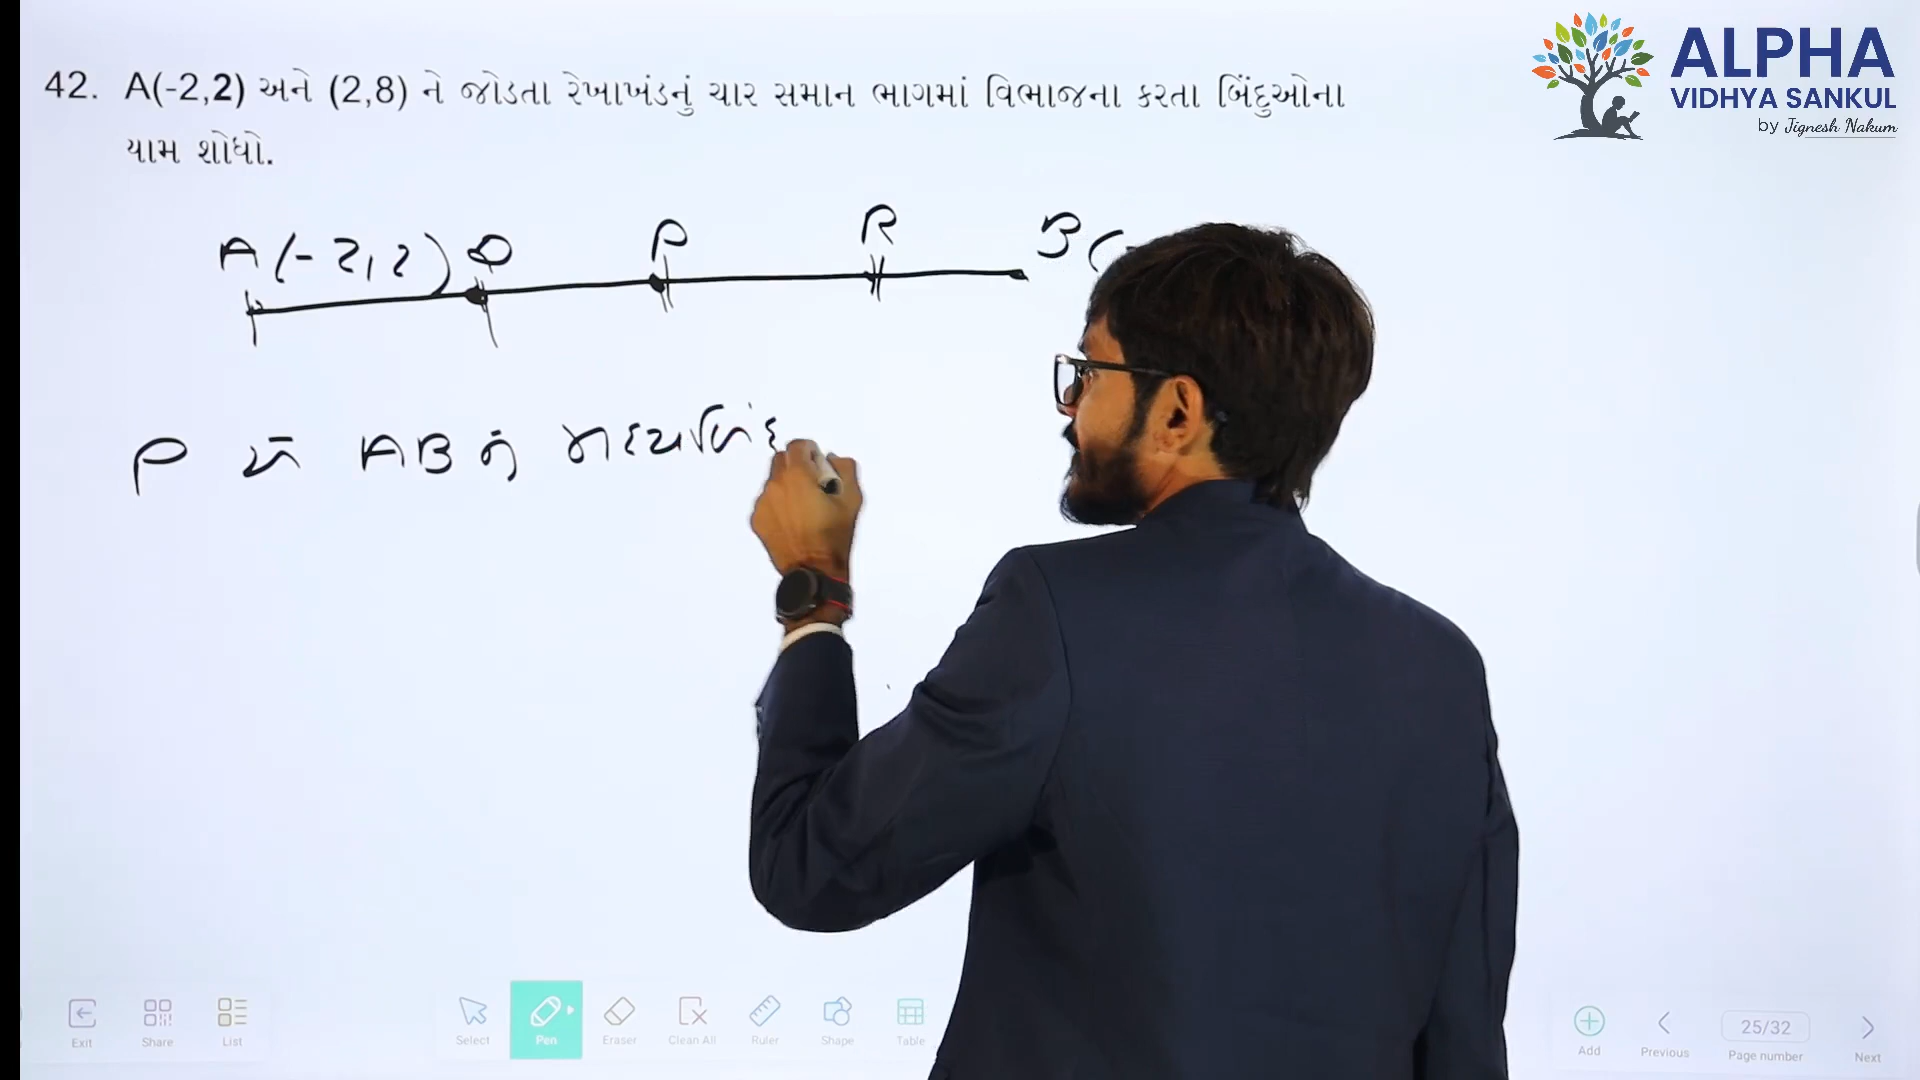 ALPHA
VIDHYA SANKUL
by Jignesh Nakum
42. A(-2,2) અને (2,8) ને જોડતા રેખાખંડનું ચાર સમાન ભાગમાં વિભાજના કરતા બિંદુઓના
યામ શોધો.
A(-2,2) Q P R B(
P એ AB નું મધ્યબિંદુ
Exit Share List Select Pen Eraser Clean All Ruler Shape Table Add Previous 25/32 Page number Next